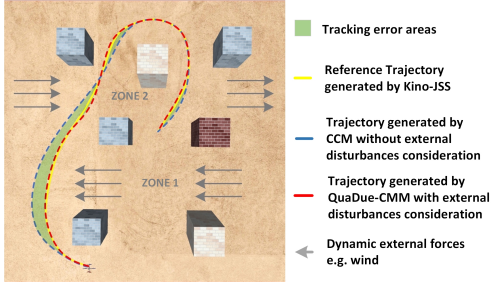 ZONE 2
ZONE 1
Tracking error areas
Reference Trajectory
generated by Kino-JSS
Trajectory generated by
CCM without external
disturbances consideration
Trajectory generated by
QuaDue-CMM with external
disturbances consideration
Dynamic external forces
e.g. wind